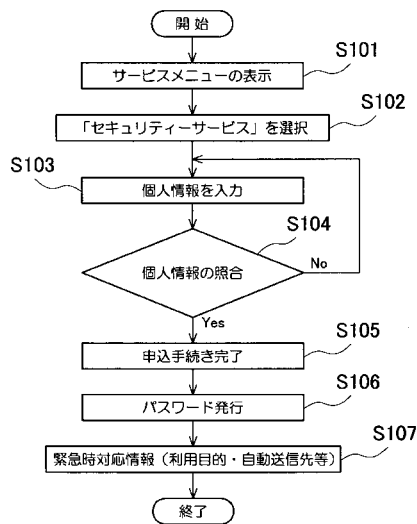 開 始
S101
サービスメニューの表示
S102
「セキュリティーサービス」を選択
S103
個人情報を入力
S104
個人情報の照合
No
Yes
S105
申込手続き完了
S106
パスワード発行
S107
緊急時対応情報（利用目的・自動送信先等）
終了